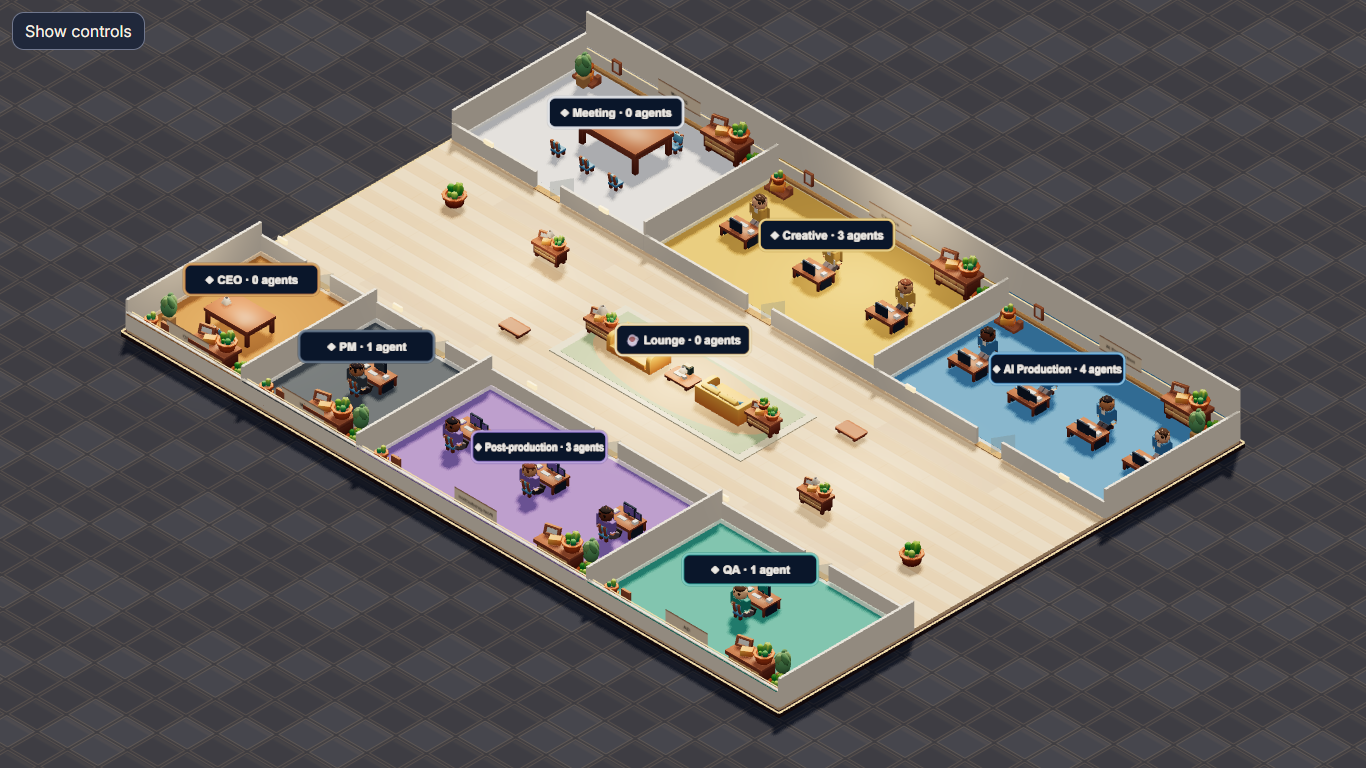 Show controls
◆ Meeting · 0 agents
◆ Creative · 3 agents
◆ CEO · 0 agents
◆ PM · 1 agent
Lounge · 0 agents
◆ AI Production · 4 agents
◆ Post-production · 3 agents
◆ QA · 1 agent